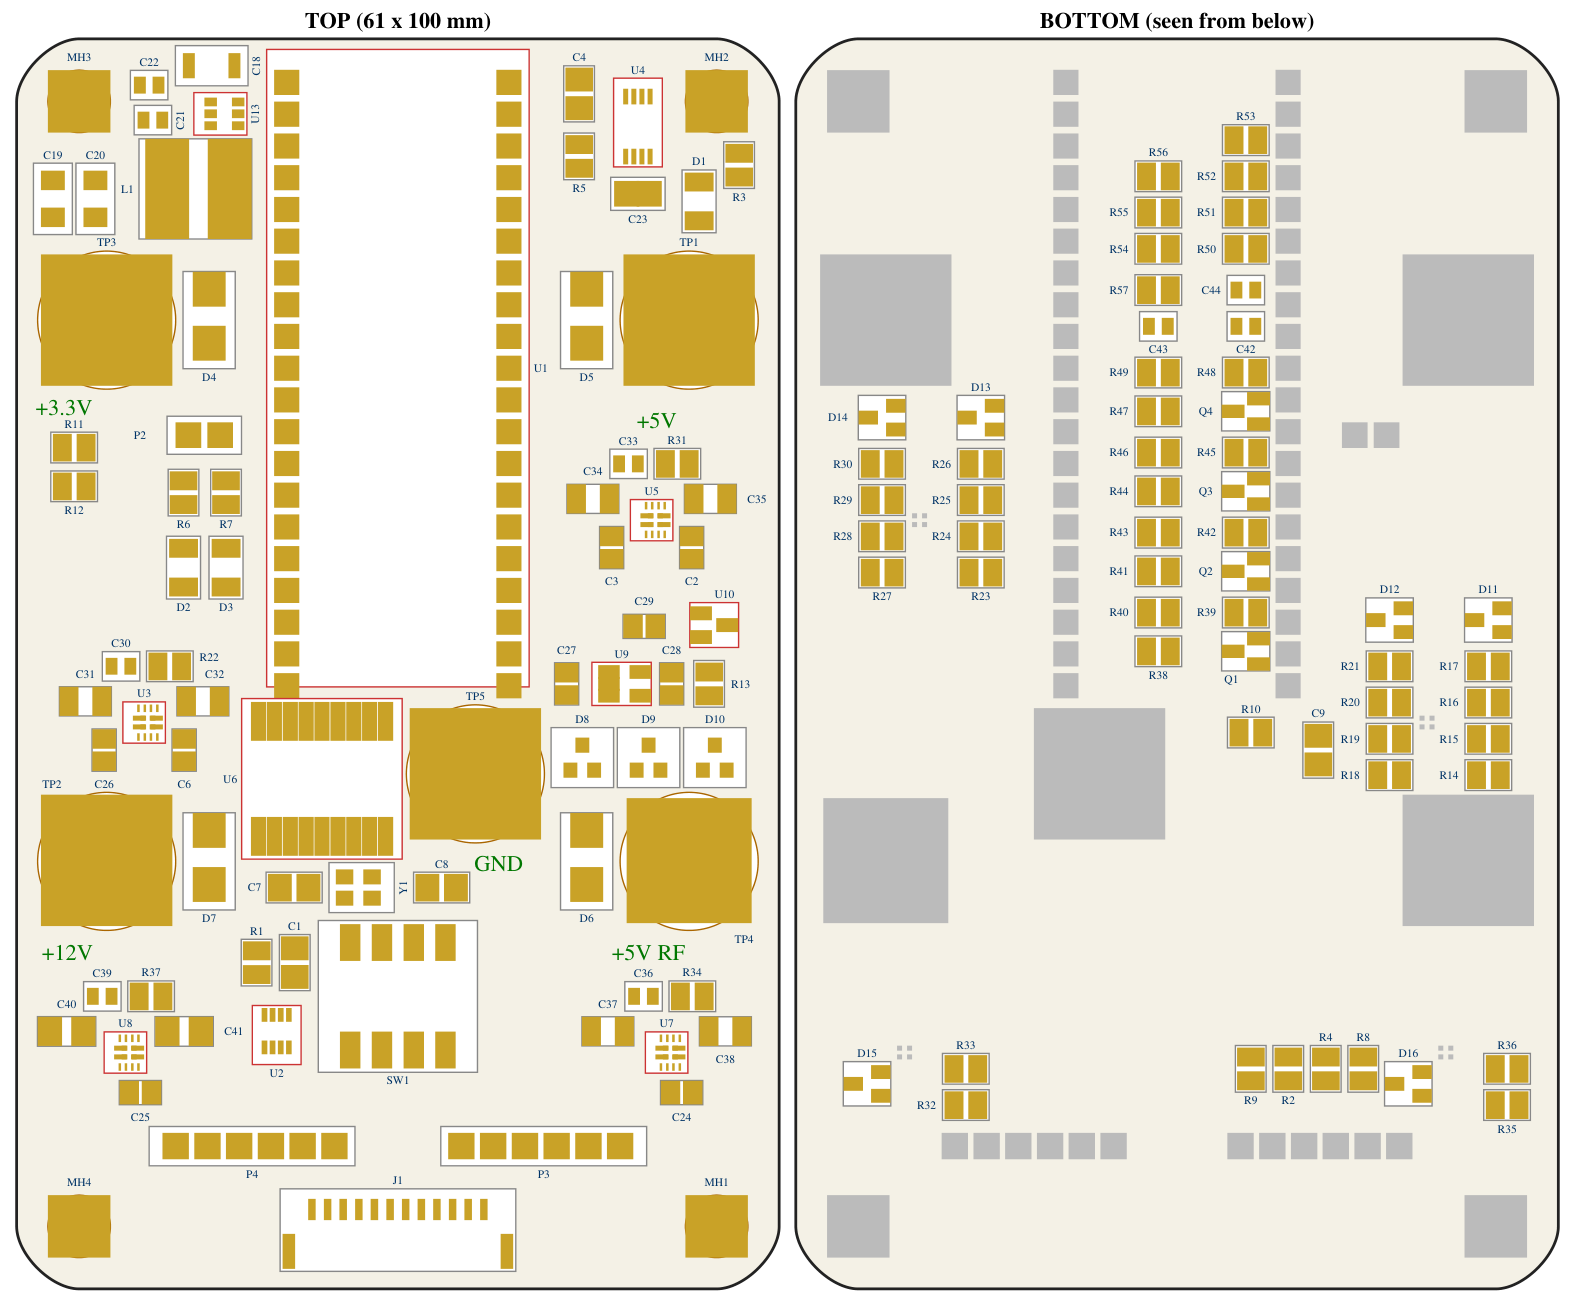 TOP (61 x 100 mm)
MH3
C22
C18
C4
U4
MH2
C21
U13
C19
C20
L1
R5
D1
R3
C23
TP3
TP1
D4
D5
U1
+3.3V
+5V
R11
P2
R12
C33
R31
C34
U5
C35
R6
R7
C3
C2
D2
D3
C29
U10
C30
R22
C31
U3
C32
C27
U9
C28
R13
TP5
D8
D9
D10
C26
C6
TP2
U6
GND
D7
D6
C7
Y1
C8
TP4
+12V
R1
C1
+5V RF
C39
R37
C36
R34
C40
U8
C41
C37
U7
C38
U2
SW1
C25
C24
P4
P3
MH4
J1
MH1
BOTTOM (seen from below)
R53
R56
R52
R55
R51
R54
R50
R57
C44
C43
C42
R49
R48
D13
D14
R47
Q4
R30
R26
R46
R45
R29
R25
R44
Q3
R28
R24
R43
R42
R27
R23
R41
Q2
D12
D11
R40
R39
R38
Q1
R21
R17
R20
R16
R10
C9
R19
R15
R18
R14
D15
R33
R32
R4
R8
R9
R2
D16
R36
R35